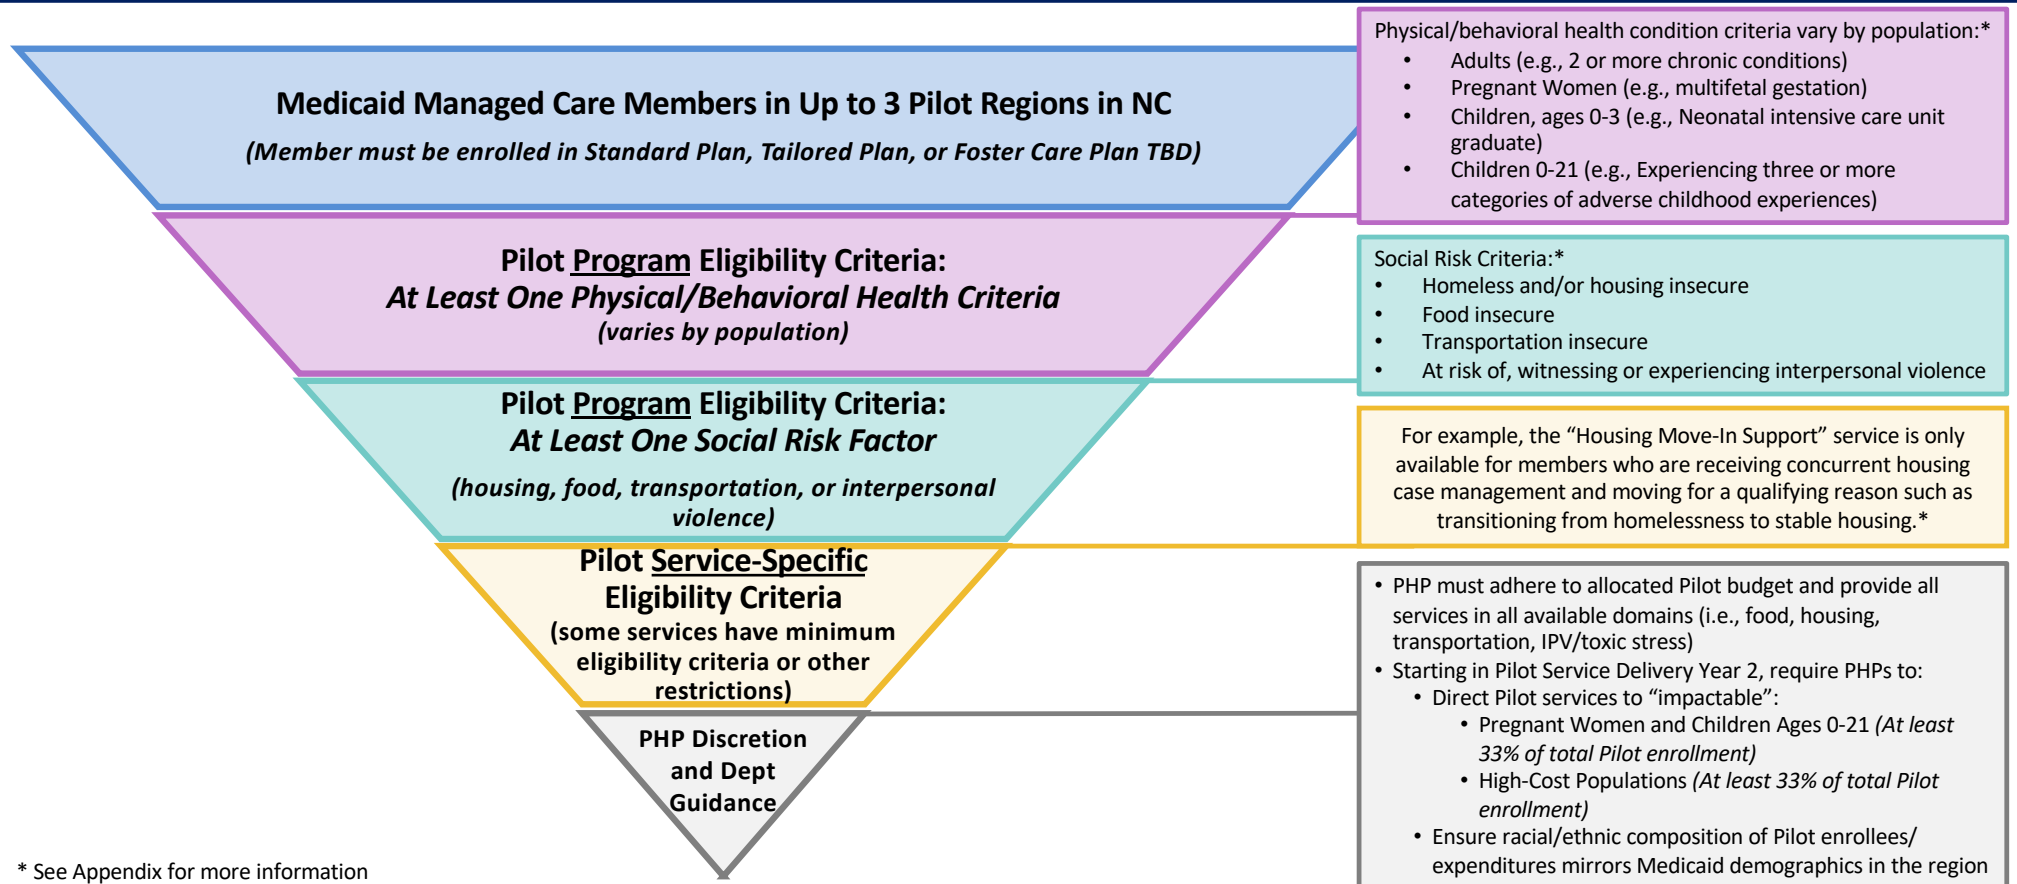 Medicaid Managed Care Members in Up to 3 Pilot Regions in NC
(Member must be enrolled in Standard Plan, Tailored Plan, or Foster Care Plan TBD)
Physical/behavioral health condition criteria vary by population:*
• Adults (e.g., 2 or more chronic conditions)
• Pregnant Women (e.g., multifetal gestation)
• Children, ages 0-3 (e.g., Neonatal intensive care unit
graduate)
• Children 0-21 (e.g., Experiencing three or more
categories of adverse childhood experiences)
Pilot Program Eligibility Criteria:
At Least One Physical/Behavioral Health Criteria
(varies by population)
Social Risk Criteria:*
• Homeless and/or housing insecure
• Food insecure
• Transportation insecure
• At risk of, witnessing or experiencing interpersonal violence
Pilot Program Eligibility Criteria:
At Least One Social Risk Factor
(housing, food, transportation, or interpersonal
violence)
For example, the “Housing Move-In Support” service is only
available for members who are receiving concurrent housing
case management and moving for a qualifying reason such as
transitioning from homelessness to stable housing.*
Pilot Service-Specific
Eligibility Criteria
(some services have minimum
eligibility criteria or other
restrictions)
• PHP must adhere to allocated Pilot budget and provide all
services in all available domains (i.e., food, housing,
transportation, IPV/toxic stress)
• Starting in Pilot Service Delivery Year 2, require PHPs to:
• Direct Pilot services to “impactable”:
• Pregnant Women and Children Ages 0-21 (At least
33% of total Pilot enrollment)
• High-Cost Populations (At least 33% of total Pilot
enrollment)
• Ensure racial/ethnic composition of Pilot enrollees/
expenditures mirrors Medicaid demographics in the region
PHP Discretion
and Dept
Guidance
* See Appendix for more information